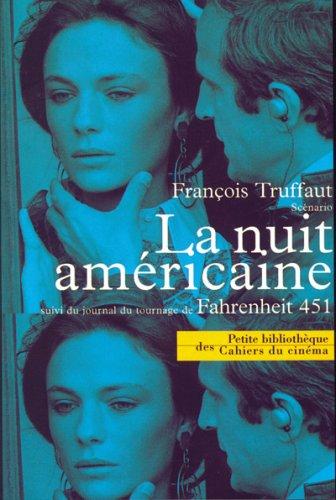 François Truffaut
Scénario
La nuit
américaine
suivi du journal du tournage de Fahrenheit 451
Petite bibliothèque
des Cahiers du cinéma